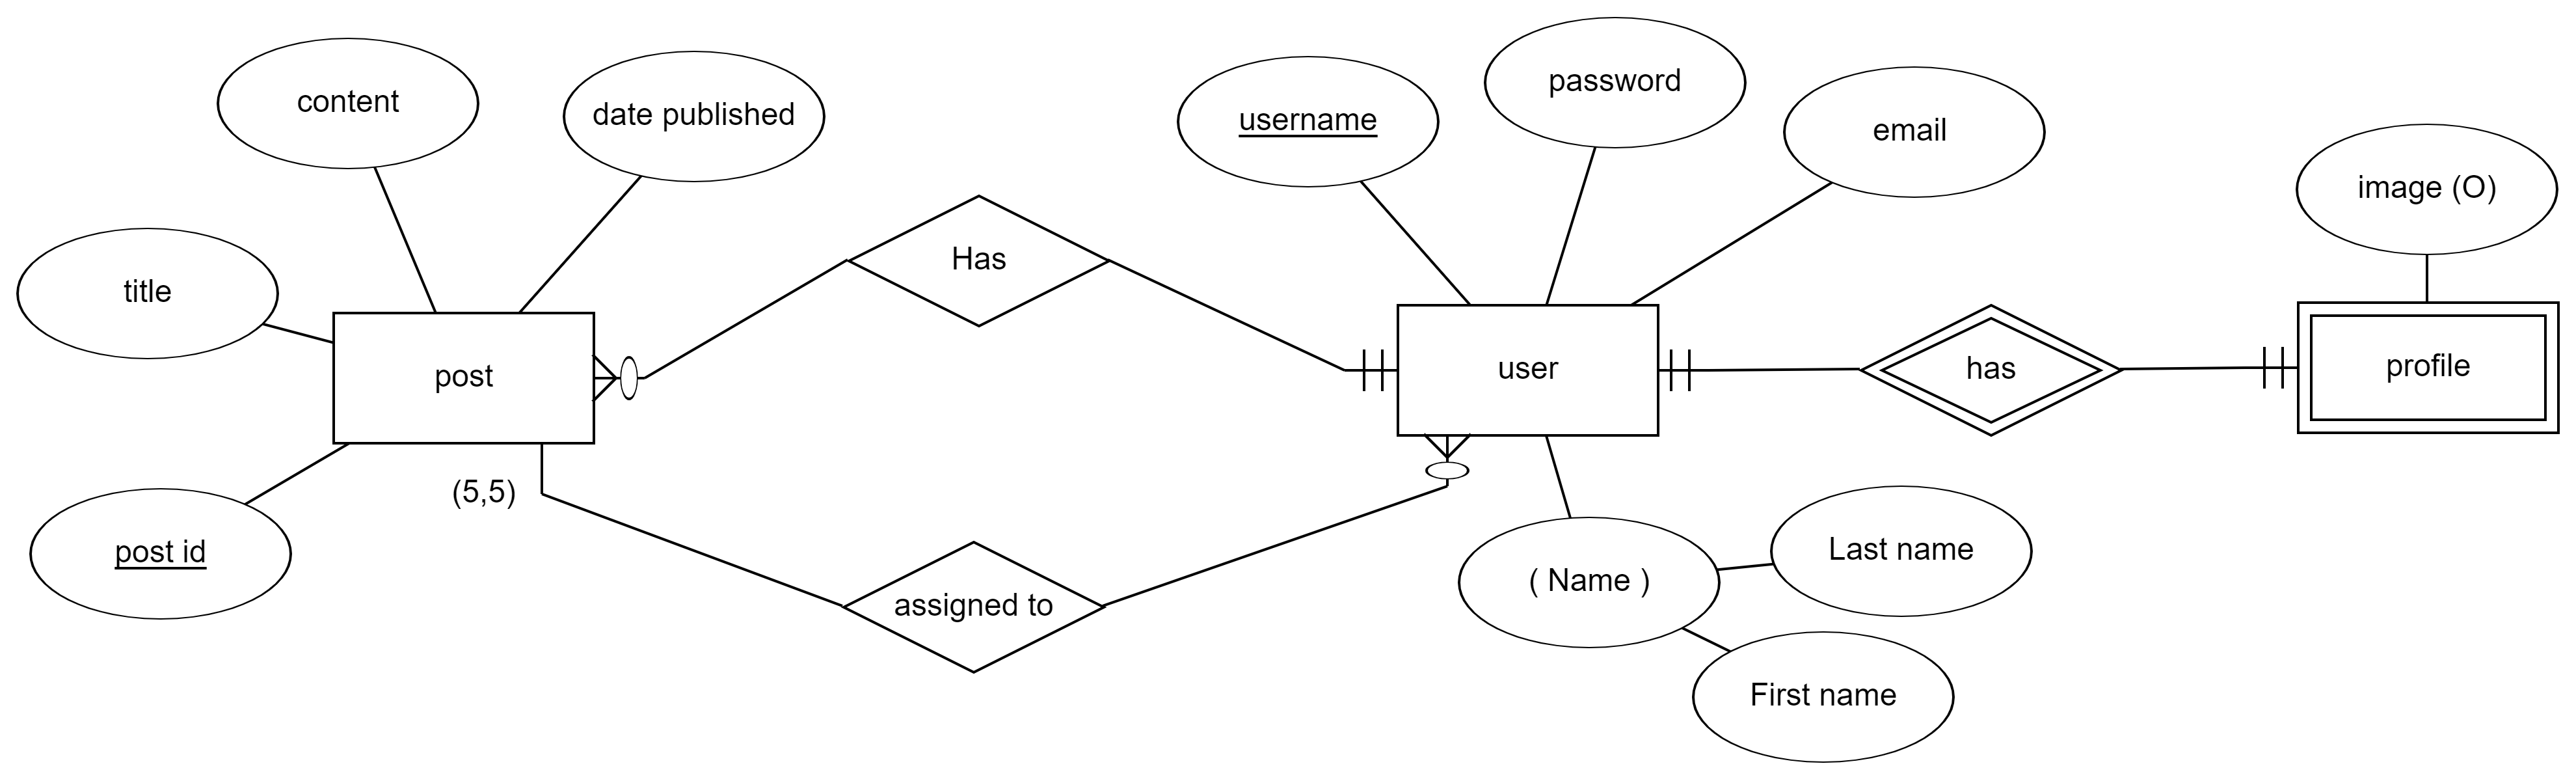 content
date published
title
post
post id
(5,5)
Has
assigned to
username
password
email
user
( Name )
Last name
First name
has
image (O)
profile